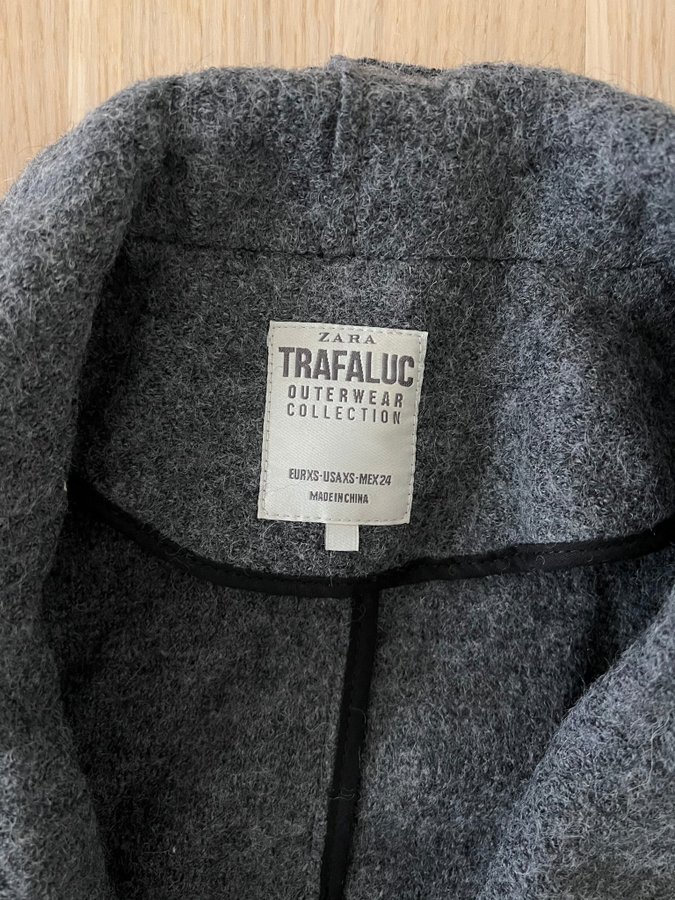 ZARA
TRAFALUC
OUTERWEAR
COLLECTION
EURXS-USAXS-MEX24
MADE IN CHINA